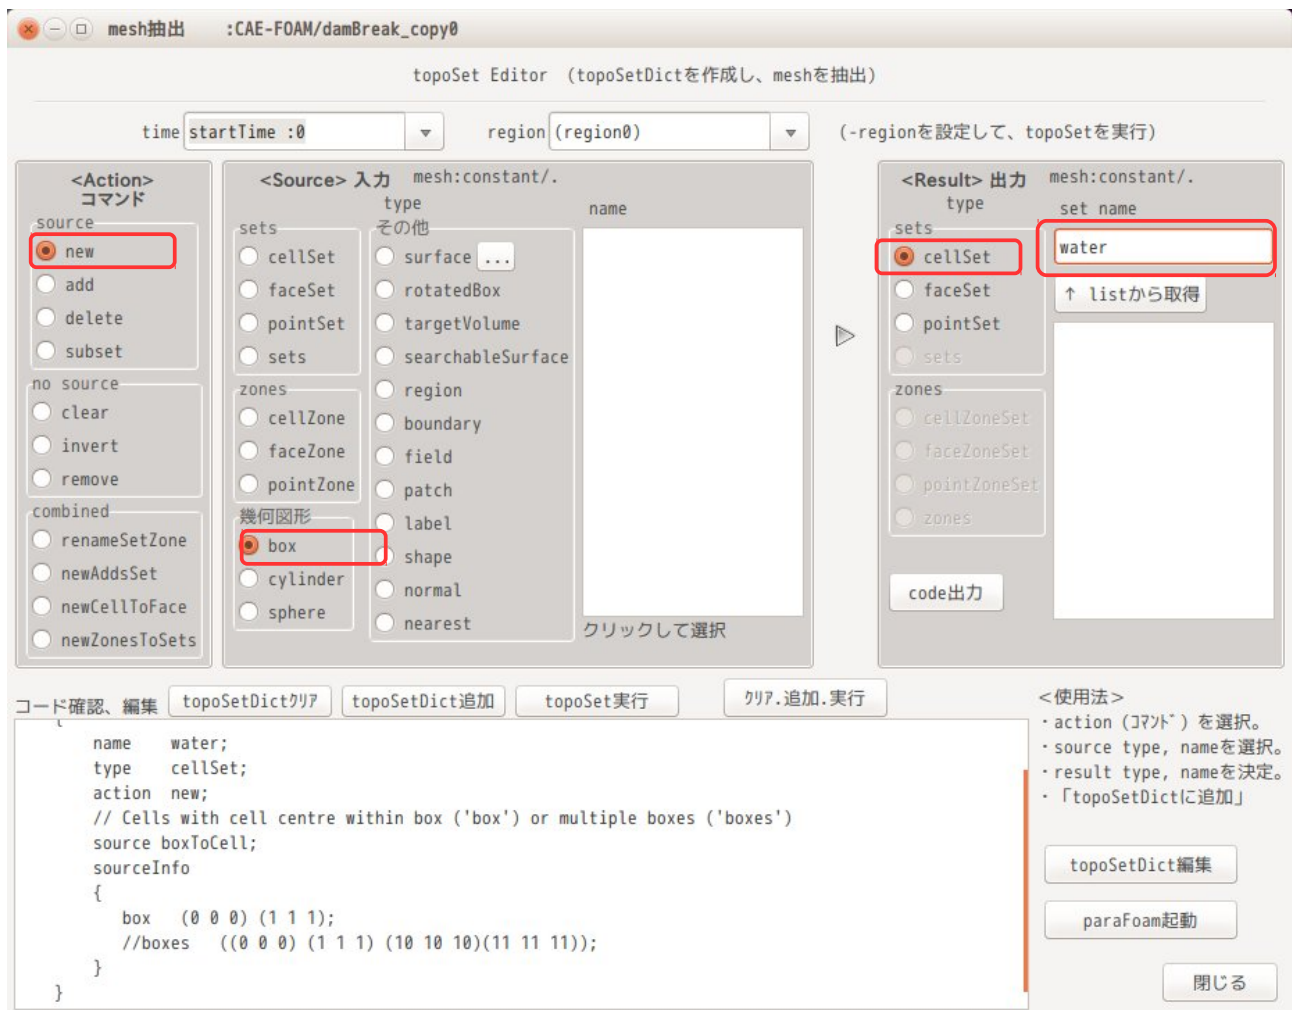 mesh抽出 :CAE-FOAM/damBreak_copy0
topoSet Editor （topoSetDictを作成し、meshを抽出）
time startTime :0 region (region0) (-regionを設定して、topoSetを実行)
<Action>
コマンド
source
new
add
delete
subset
no source
clear
invert
remove
combined
renameSetZone
newAddsSet
newCellToFace
newZonesToSets
<Source> 入力 mesh:constant/.
type
name
sets
cellSet
faceSet
pointSet
sets
zones
cellZone
faceZone
pointZone
幾何図形
box
cylinder
sphere
その他
surface ...
rotatedBox
targetVolume
searchableSurface
region
boundary
field
patch
label
shape
normal
nearest
クリックして選択
<Result> 出力 mesh:constant/.
type
set name
sets
cellSet
faceSet
pointSet
sets
zones
cellZoneSet
faceZoneSet
pointZoneSet
zones
water
↑ listから取得
code出力
コード確認、編集 topoSetDictｸﾘｱ topoSetDict追加 topoSet実行 ｸﾘｱ.追加.実行
{
name water;
type cellSet;
action new;
// Cells with cell centre within box ('box') or multiple boxes ('boxes')
source boxToCell;
sourceInfo
{
box (0 0 0) (1 1 1);
//boxes ((0 0 0) (1 1 1) (10 10 10)(11 11 11));
}
}
＜使用法＞
・action (ｺﾏﾝﾄﾞ) を選択。
・source type, nameを選択。
・result type, nameを決定。
・「topoSetDictに追加」
topoSetDict編集
paraFoam起動
閉じる